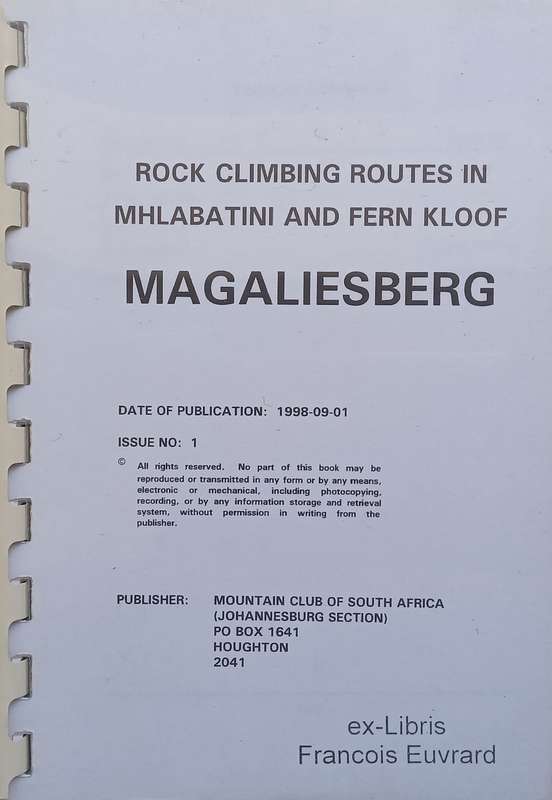 ROCK CLIMBING ROUTES IN
MHLABATINI AND FERN KLOOF
MAGALIESBERG
DATE OF PUBLICATION: 1998-09-01
ISSUE NO: 1
© All rights reserved. No part of this book may be
reproduced or transmitted in any form or by any means,
electronic or mechanical, including photocopying,
recording, or by any information storage and retrieval
system, without permission in writing from the
publisher.
PUBLISHER: MOUNTAIN CLUB OF SOUTH AFRICA
(JOHANNESBURG SECTION)
PO BOX 1641
HOUGHTON
2041
ex-Libris
Francois Euvrard